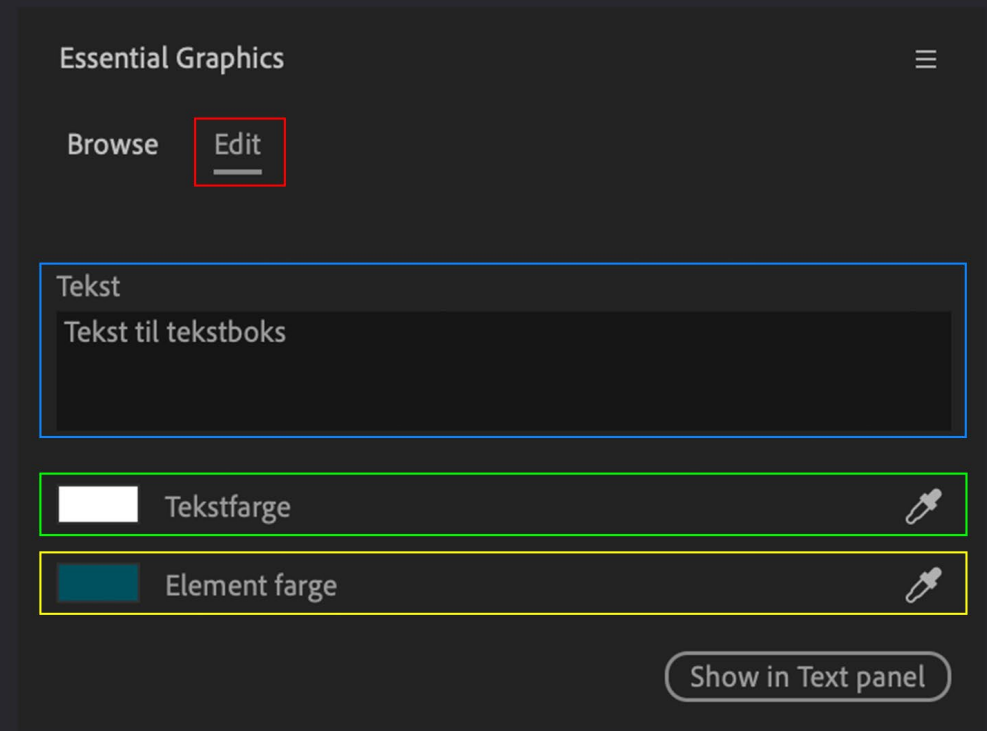 Essential Graphics
Browse Edit
Tekst
Tekst til tekstboks
Tekstfarge
Element farge
Show in Text panel